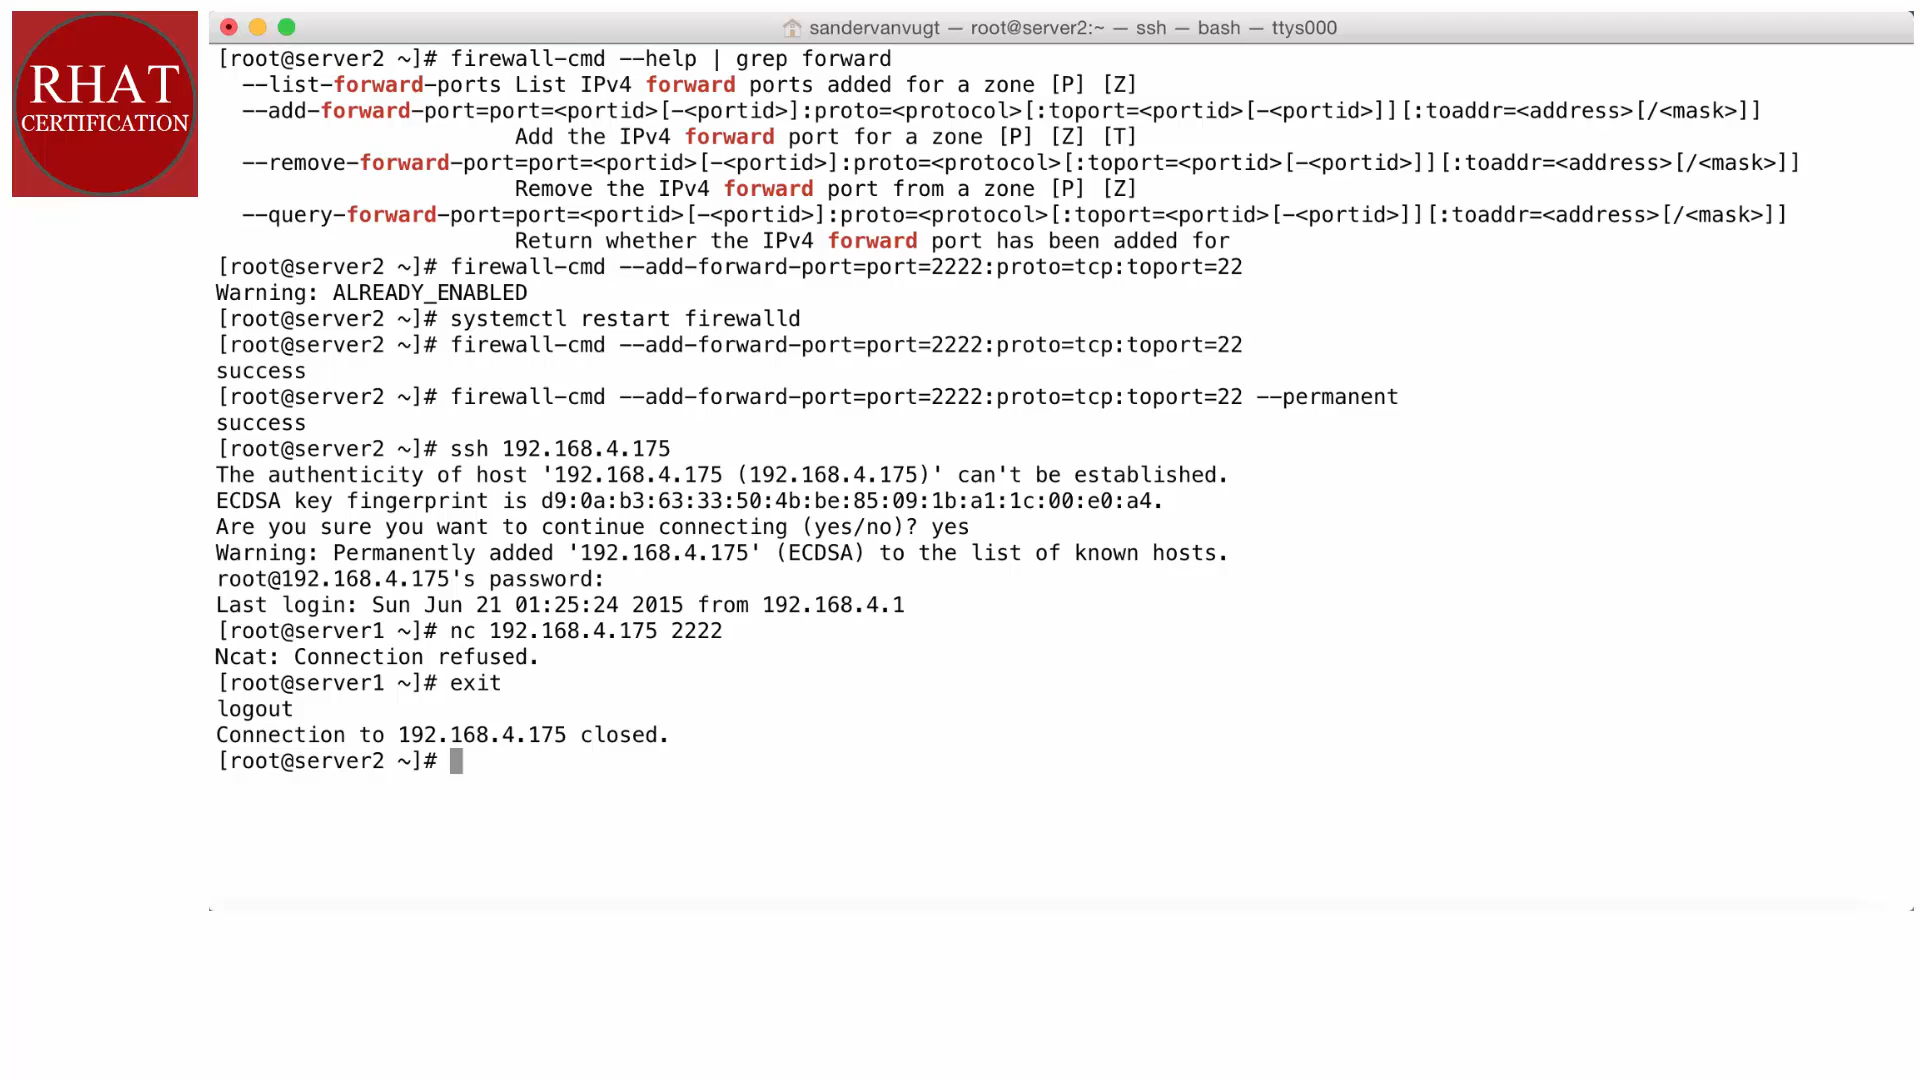 RHAT
CERTIFICATION
sandervanvugt — root@server2:~ — ssh — bash — ttys000
[root@server2 ~]# firewall-cmd --help | grep forward
  --list-forward-ports List IPv4 forward ports added for a zone [P] [Z]
  --add-forward-port=port=<portid>[-<portid>]:proto=<protocol>[:toport=<portid>[-<portid>]][:toaddr=<address>[/<mask>]]
                       Add the IPv4 forward port for a zone [P] [Z] [T]
  --remove-forward-port=port=<portid>[-<portid>]:proto=<protocol>[:toport=<portid>[-<portid>]][:toaddr=<address>[/<mask>]]
                       Remove the IPv4 forward port from a zone [P] [Z]
  --query-forward-port=port=<portid>[-<portid>]:proto=<protocol>[:toport=<portid>[-<portid>]][:toaddr=<address>[/<mask>]]
                       Return whether the IPv4 forward port has been added for
[root@server2 ~]# firewall-cmd --add-forward-port=port=2222:proto=tcp:toport=22
Warning: ALREADY_ENABLED
[root@server2 ~]# systemctl restart firewalld
[root@server2 ~]# firewall-cmd --add-forward-port=port=2222:proto=tcp:toport=22
success
[root@server2 ~]# firewall-cmd --add-forward-port=port=2222:proto=tcp:toport=22 --permanent
success
[root@server2 ~]# ssh 192.168.4.175
The authenticity of host '192.168.4.175 (192.168.4.175)' can't be established.
ECDSA key fingerprint is d9:0a:b3:63:33:50:4b:be:85:09:1b:a1:1c:00:e0:a4.
Are you sure you want to continue connecting (yes/no)? yes
Warning: Permanently added '192.168.4.175' (ECDSA) to the list of known hosts.
root@192.168.4.175's password:
Last login: Sun Jun 21 01:25:24 2015 from 192.168.4.1
[root@server1 ~]# nc 192.168.4.175 2222
Ncat: Connection refused.
[root@server1 ~]# exit
logout
Connection to 192.168.4.175 closed.
[root@server2 ~]#